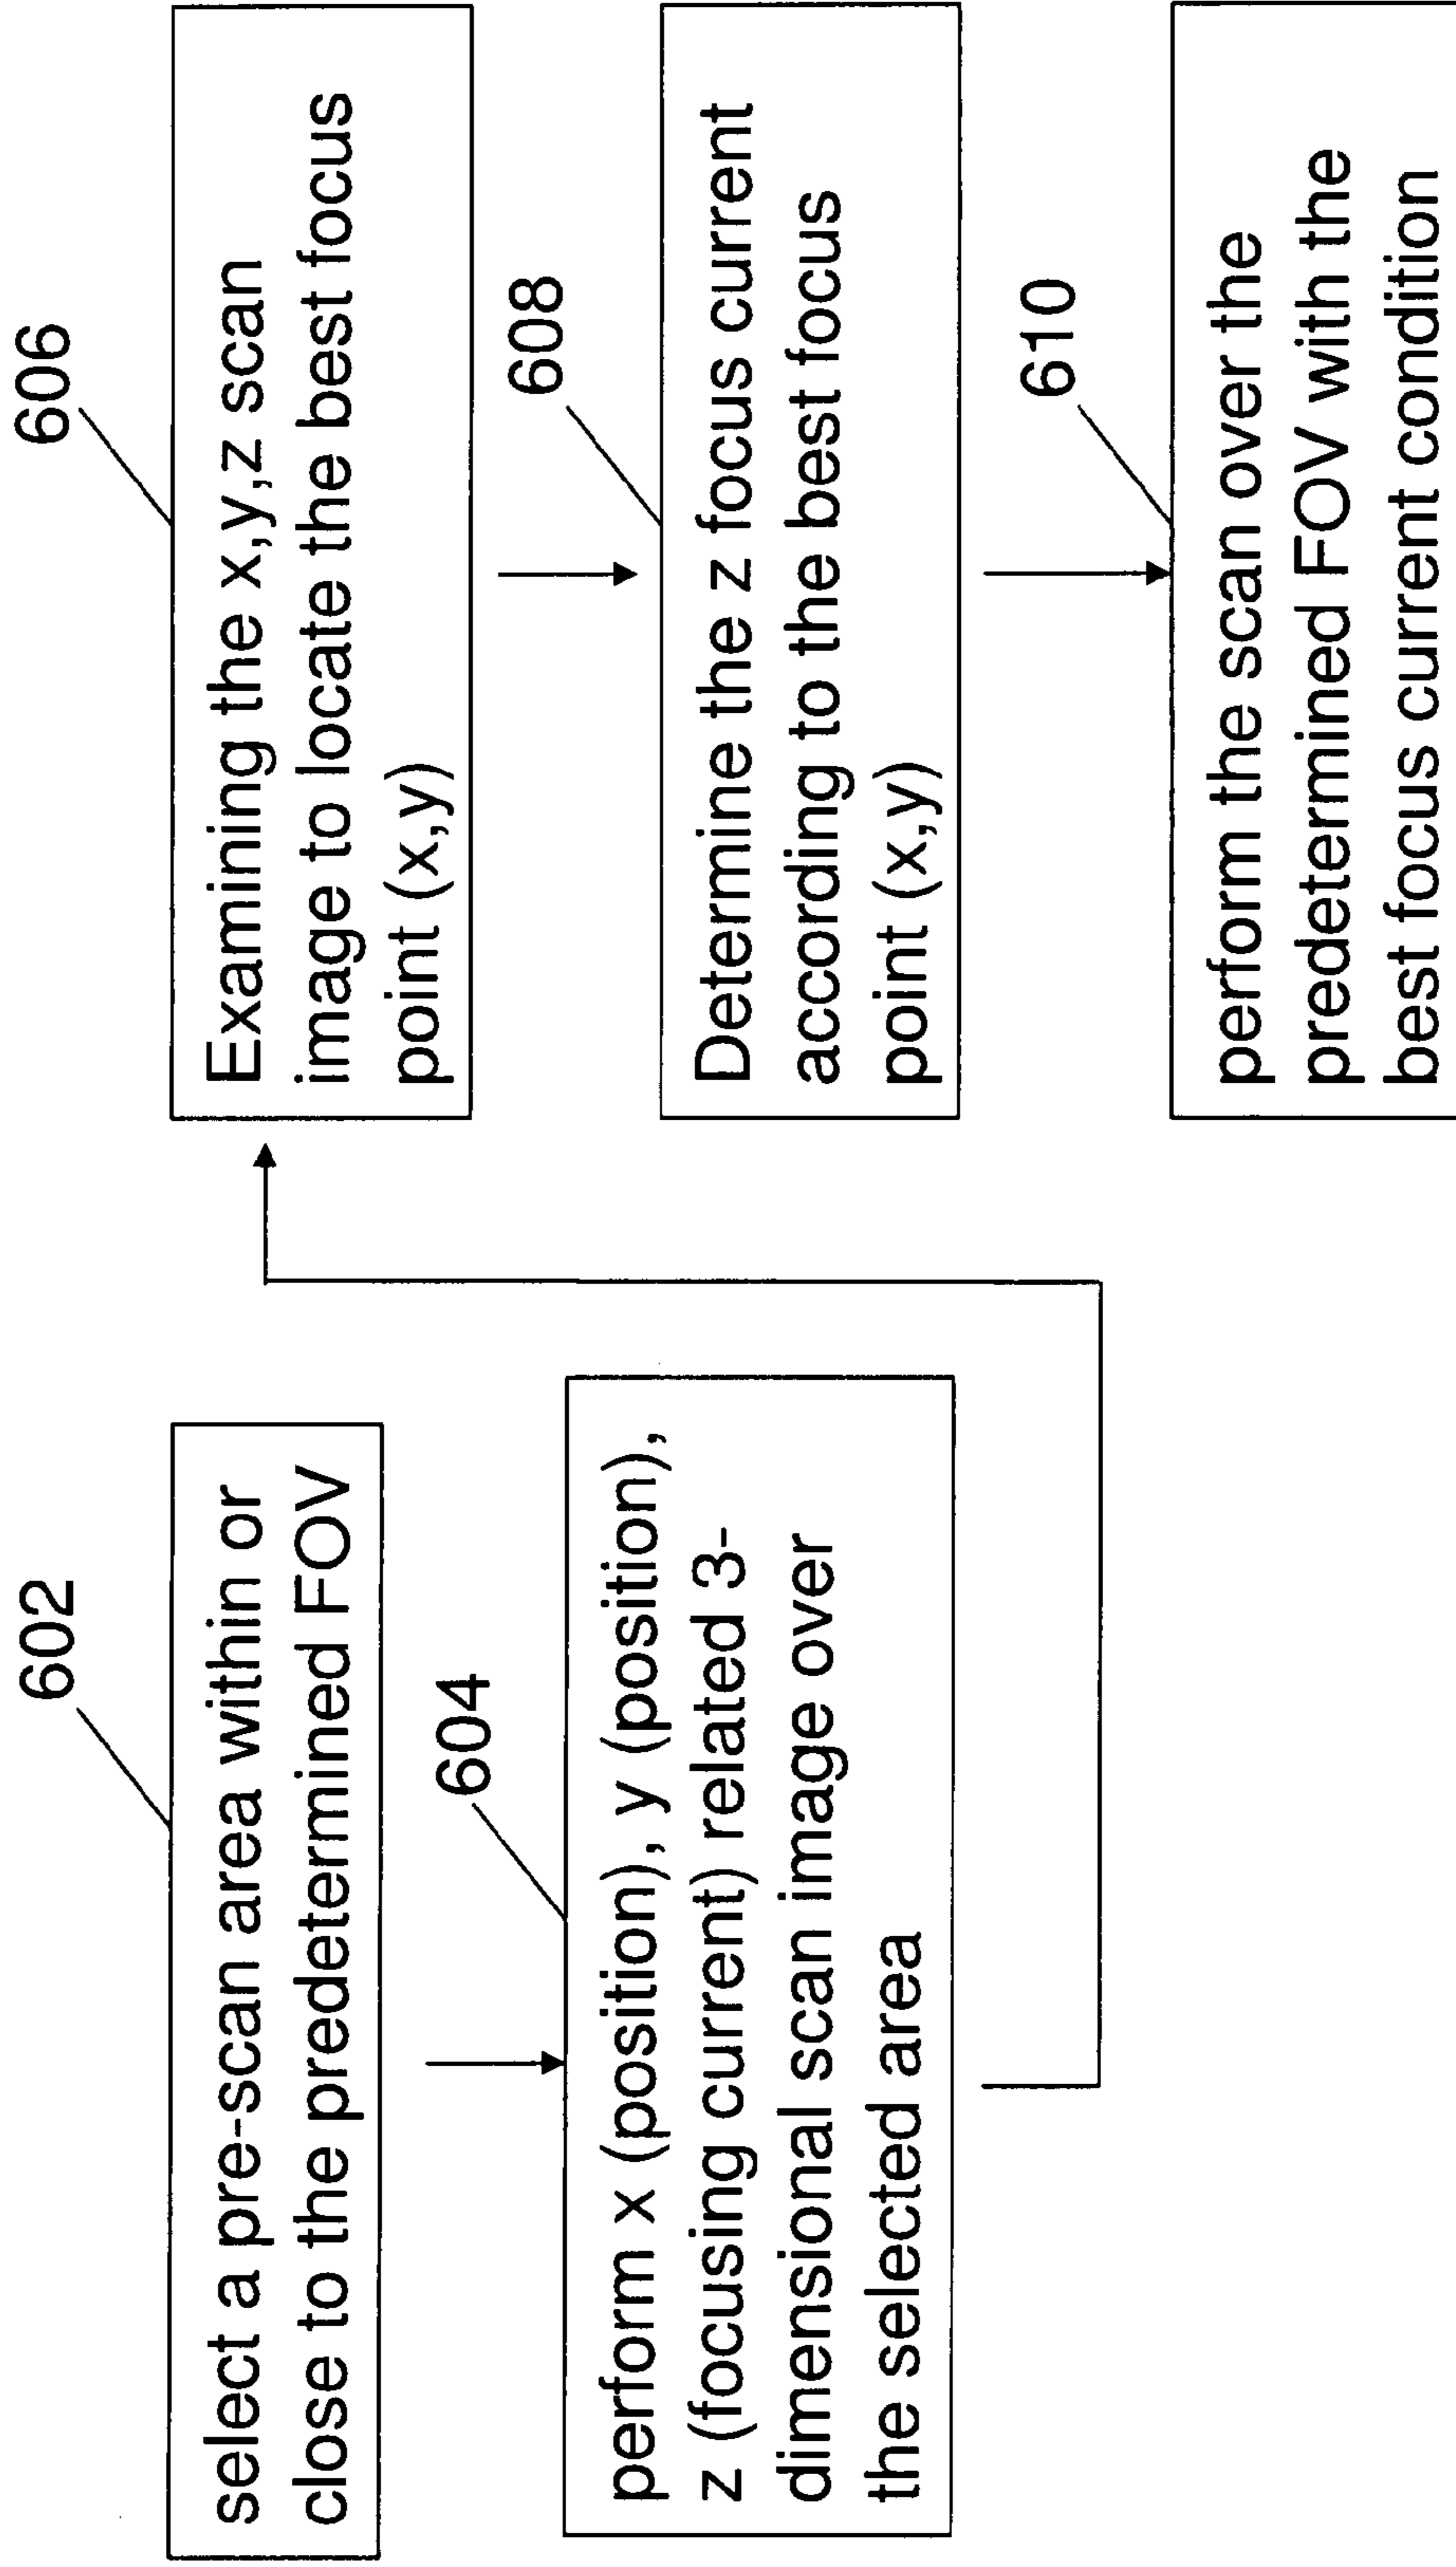 602
select a pre-scan area within or
close to the predetermined FOV
604
perform x (position), y (position),
z (focusing current) related 3-
dimensional scan image over
the selected area
606
Examining the x,y,z scan
image to locate the best focus
point (x,y)
608
Determine the z focus current
according to the best focus
point (x,y)
610
perform the scan over the
predetermined FOV with the
best focus current condition